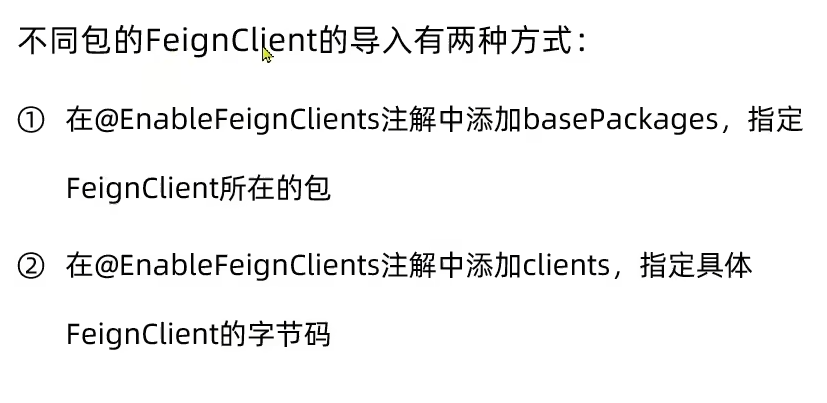 不同包的FeignClient的导入有两种方式：
① 在@EnableFeignClients注解中添加basePackages，指定
FeignClient所在的包
② 在@EnableFeignClients注解中添加clients，指定具体
FeignClient的字节码